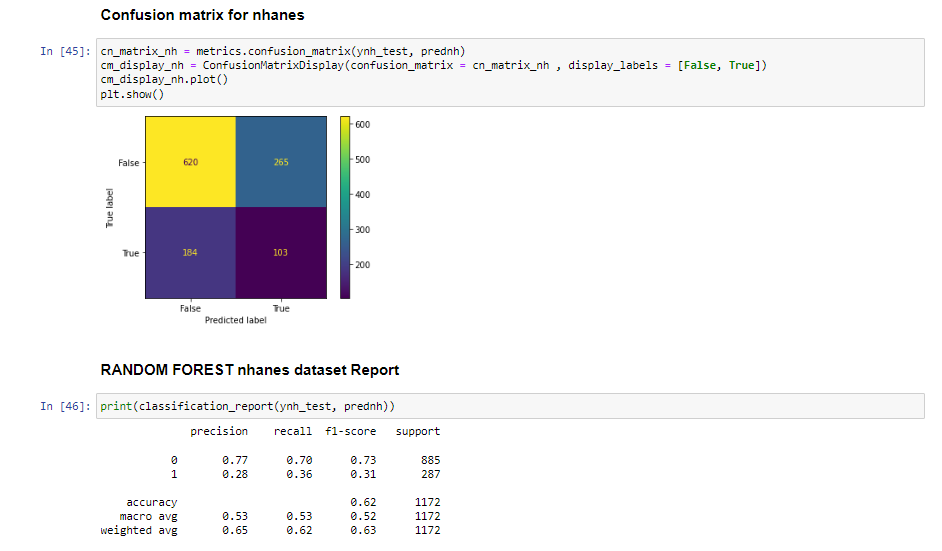 Confusion matrix for nhanes
In [45]: cn_matrix_nh = metrics.confusion_matrix(ynh_test, prednh)
cm_display_nh = ConfusionMatrixDisplay(confusion_matrix = cn_matrix_nh , display_labels = [False, True])
cm_display_nh.plot()
plt.show()
600
False 620 265
500
400
True label
300
True 184 103
200
False True
Predicted label
RANDOM FOREST nhanes dataset Report
In [46]: print(classification_report(ynh_test, prednh))
precision recall f1-score support
0 0.77 0.70 0.73 885
1 0.28 0.36 0.31 287
accuracy 0.62 1172
macro avg 0.53 0.53 0.52 1172
weighted avg 0.65 0.62 0.63 1172